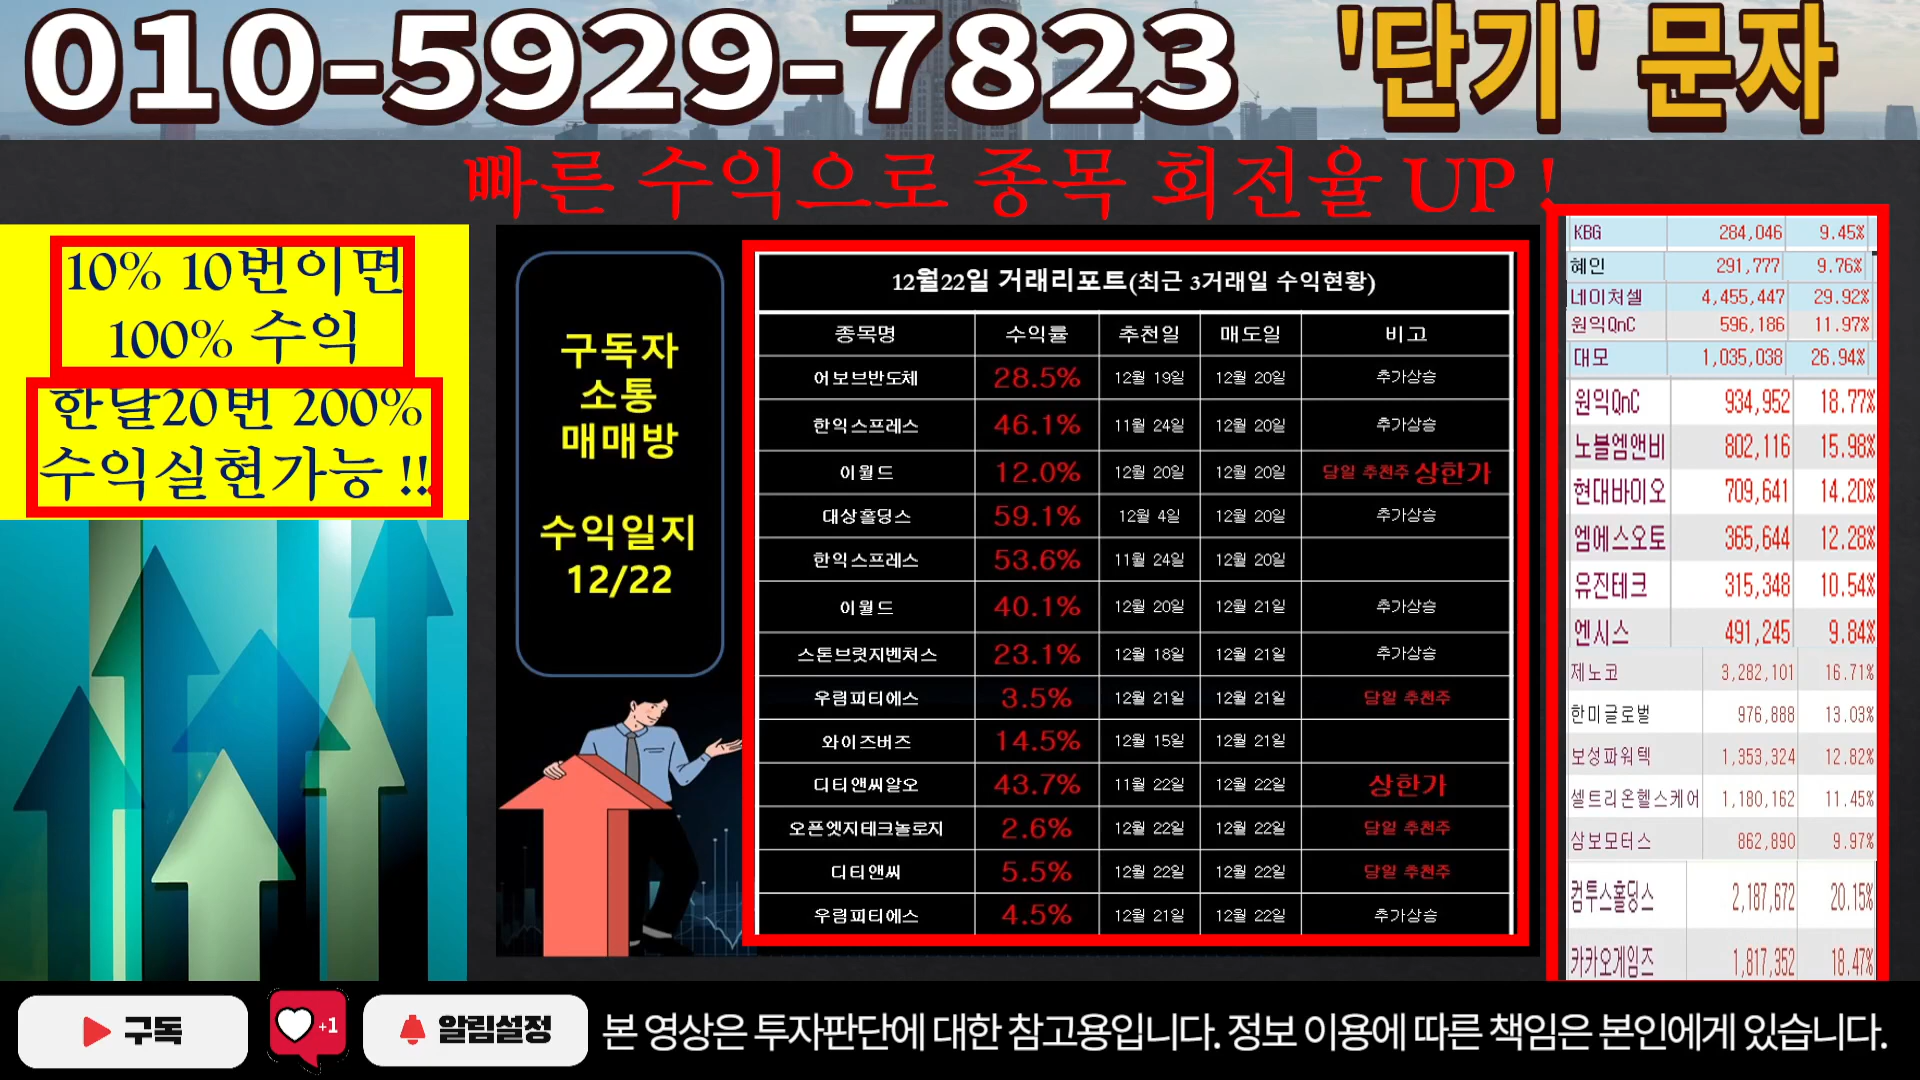 010-5929-7823 '단기' 문자
빠른 수익으로 종목 회전율 UP !
10% 10번이면
100% 수익
한달20번 200%
수익실현가능 !!
구독자
소통
매매방
수익일지
12/22
12월22일 거래리포트(최근 3거래일 수익현황)
종목명 수익률 추천일 매도일 비고
어보브반도체 28.5% 12월 19일 12월 20일 추가상승
한익스프레스 46.1% 11월 24일 12월 20일 추가상승
이월드 12.0% 12월 20일 12월 20일 당일 추천주 상한가
대상홀딩스 59.1% 12월 4일 12월 20일 추가상승
한익스프레스 53.6% 11월 24일 12월 20일
이월드 40.1% 12월 20일 12월 21일 추가상승
스톤브릿지벤처스 23.1% 12월 18일 12월 21일 추가상승
우림피티에스 3.5% 12월 21일 12월 21일 당일 추천주
와이즈버즈 14.5% 12월 15일 12월 21일
디티앤씨알오 43.7% 11월 22일 12월 22일 상한가
오픈엣지테크놀로지 2.6% 12월 22일 12월 22일 당일 추천주
디티앤씨 5.5% 12월 22일 12월 22일 당일 추천주
우림피티에스 4.5% 12월 21일 12월 22일 추가상승
KBG 284,046 9.45%
혜인 291,777 9.76%
네이처셀 4,455,447 29.92%
원익QnC 596,186 11.97%
대모 1,035,038 26.94%
원익QnC 934,952 18.77%
노블엠앤비 802,116 15.98%
현대바이오 709,641 14.20%
엠에스오토 365,644 12.28%
유진테크 315,348 10.54%
엔시스 491,245 9.84%
제노코 3,282,101 16.71%
한미글로벌 976,888 13.03%
보성파워텍 1,353,324 12.82%
셀트리온헬스케어 1,180,162 11.45%
상보모터스 862,890 9.97%
컴투스홀딩스 2,187,672 20.15%
카카오게임즈 1,817,352 18.47%
구독 +1 알림설정 본 영상은 투자판단에 대한 참고용입니다. 정보 이용에 따른 책임은 본인에게 있습니다.